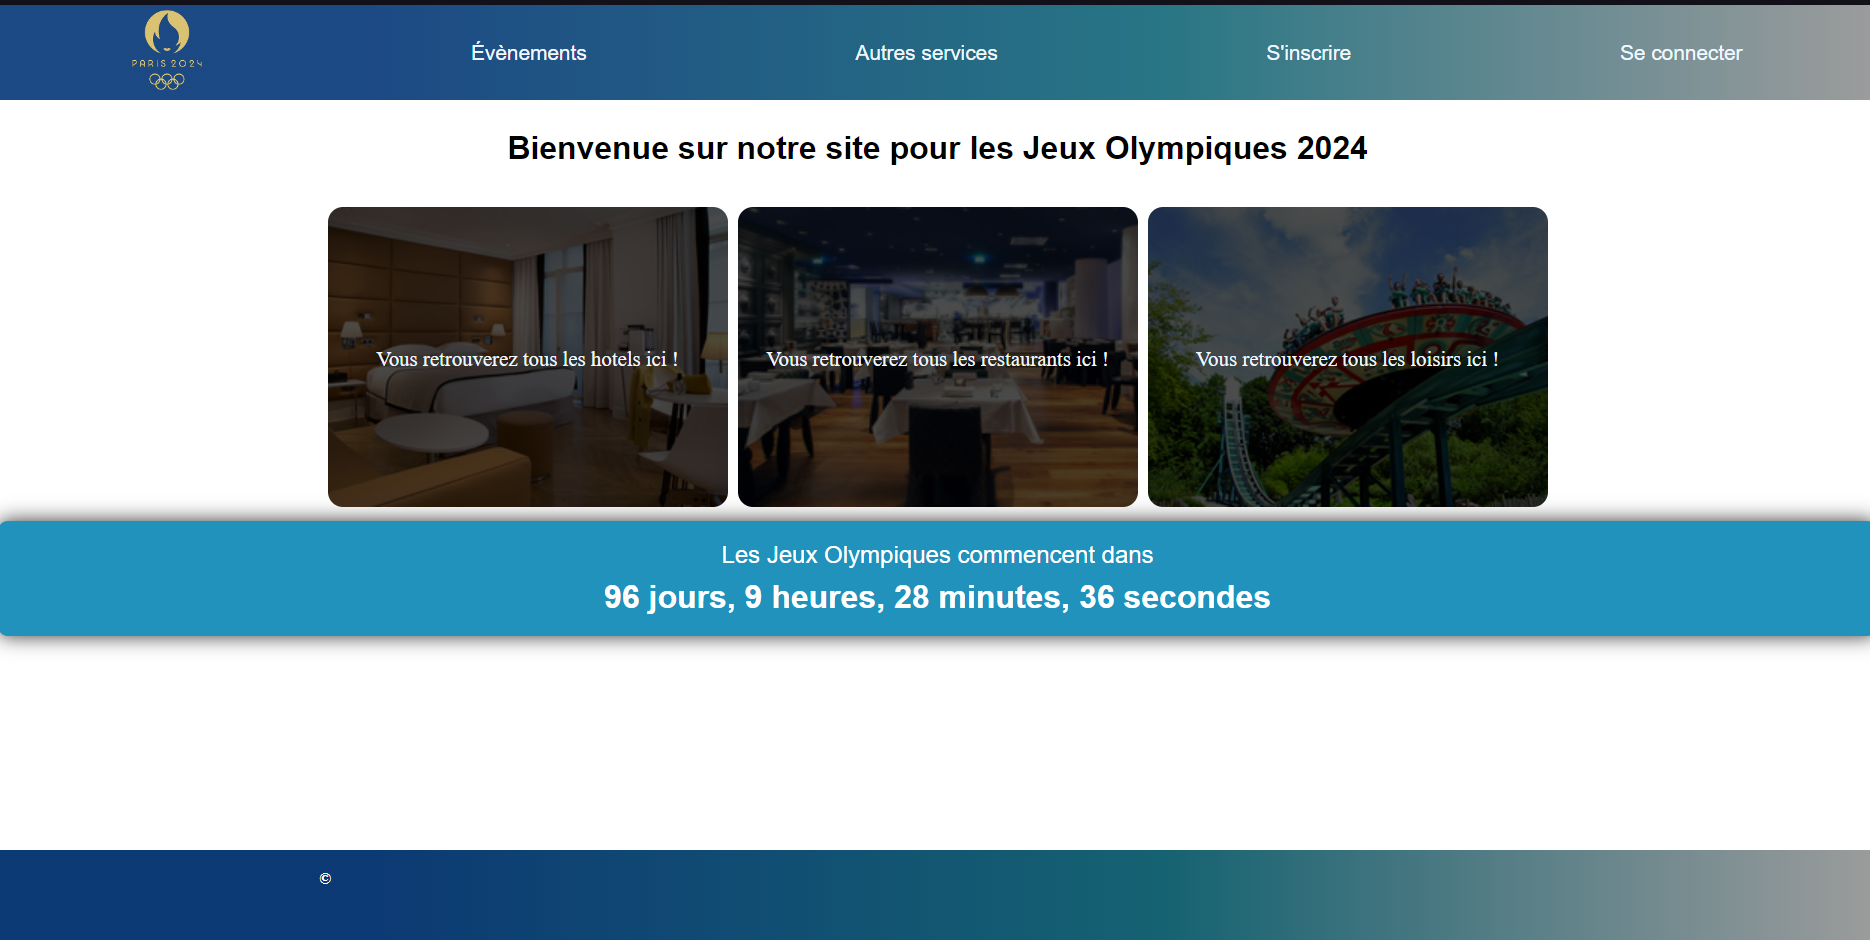 PARIS 2024
Évènements
Autres services
S'inscrire
Se connecter
Bienvenue sur notre site pour les Jeux Olympiques 2024
Vous retrouverez tous les hotels ici !
Vous retrouverez tous les restaurants ici !
Vous retrouverez tous les loisirs ici !
Les Jeux Olympiques commencent dans
96 jours, 9 heures, 28 minutes, 36 secondes
©